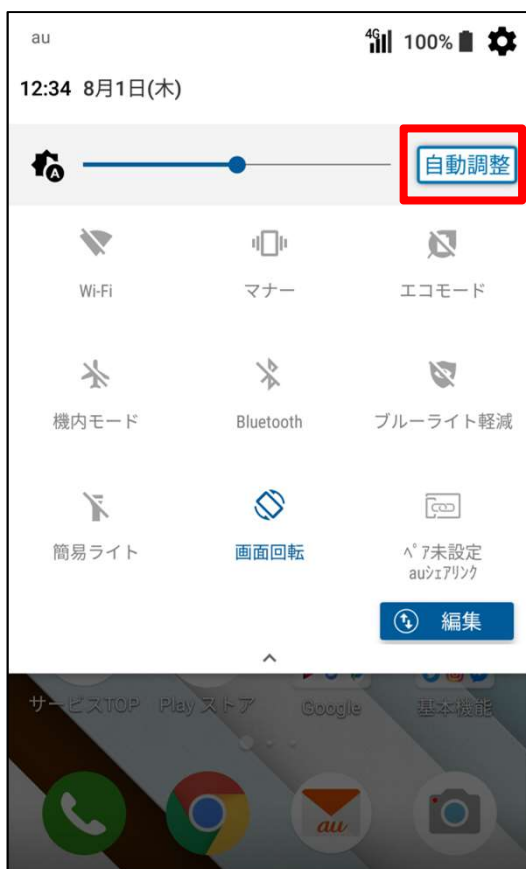 au
4G 100%
12:34 8月1日(木)
A
自動調整
Wi-Fi
マナー
エコモード
機内モード
Bluetooth
ブルーライト軽減
簡易ライト
画面回転
ペア未設定
auシェアリンク
編集
サービスTOP
Play ストア
Google
基本機能
au